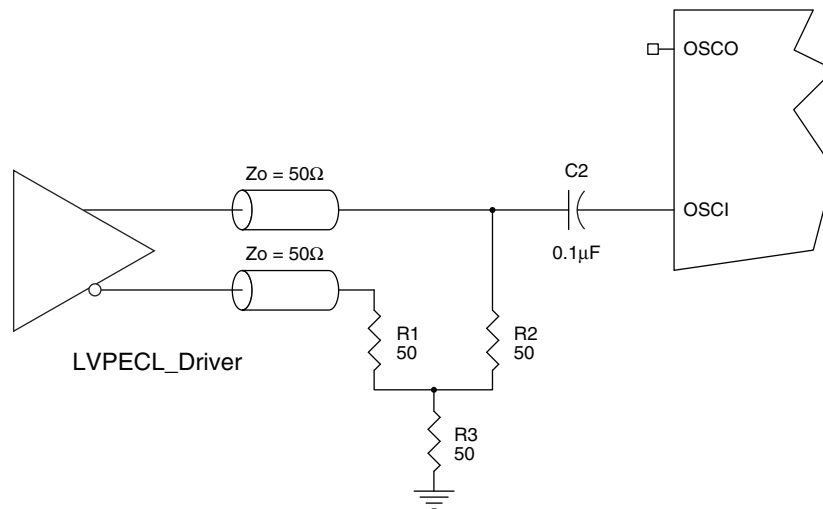 OSCO
Zo = 50Ω
C2
OSCI
0.1µF
Zo = 50Ω
R1
50
R2
50
LVPECL_Driver
R3
50